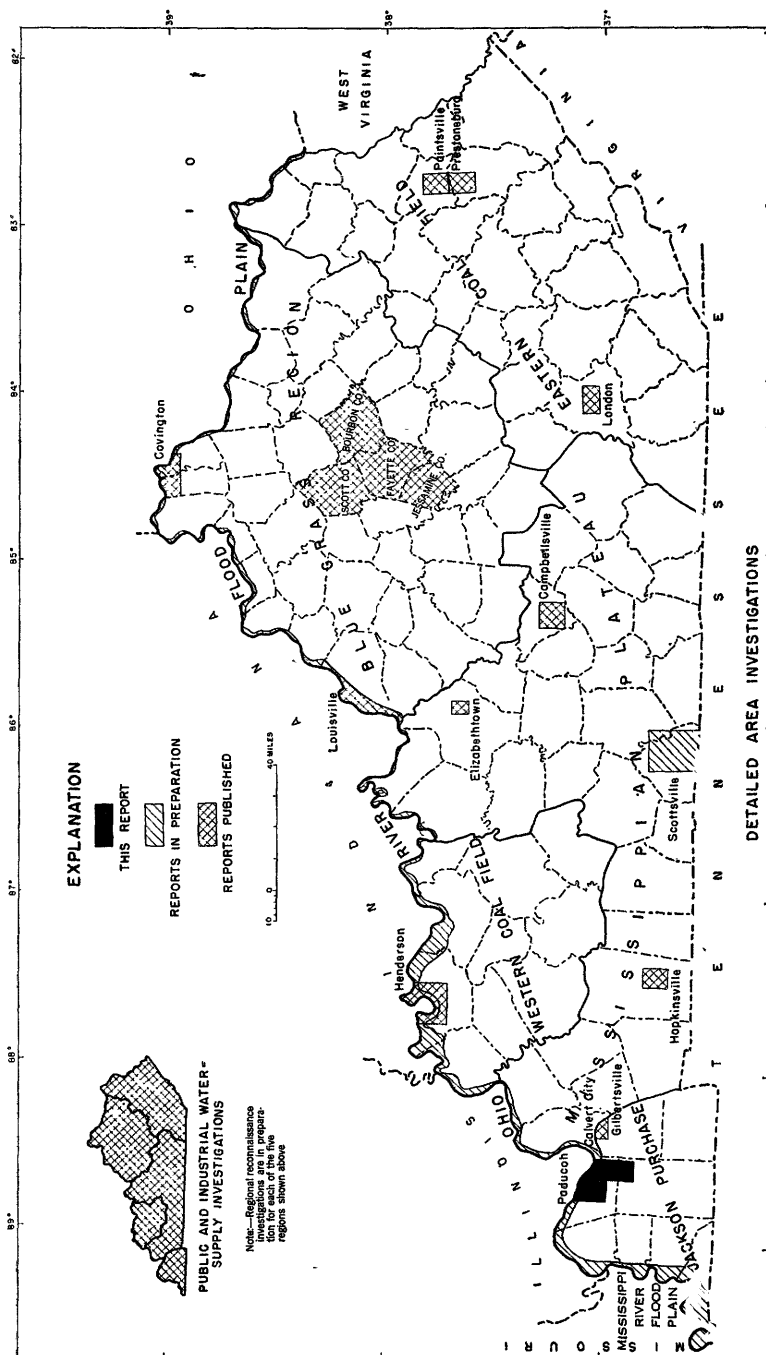 EXPLANATION
THIS REPORT
REPORTS IN PREPARATION
REPORTS PUBLISHED
10 0 40 MILES
PUBLIC AND INDUSTRIAL WATER=
SUPPLY INVESTIGATIONS
Note:—Regional reconnaissance
investigations are in prepara-
tion for each of the five
regions shown above
89°
88°
87°
86°
85°
84°
83°
82°
39°
38°
37°
ILLINOIS
INDIANA
&
OHIO
WEST
VIRGINIA
VIRGINIA
TENNESSEE
MISSOURI
OHIO RIVER FLOOD PLAIN
MISSISSIPPI
RIVER
FLOOD
PLAIN
JACKSON PURCHASE
WESTERN COAL FIELD
MISSISSIPPIAN PLATEAU
BLUE GRASS REGION
EASTERN COAL FIELD
Paducah
Calvert City
Gilbertsville
Henderson
Hopkinsville
Louisville
Elizabethtown
Scottsville
Campbellsville
Covington
SCOTT CO.
BOURBON CO.
FAYETTE CO.
JESSAMINE CO.
London
Paintsville
Prestonsburg
DETAILED AREA INVESTIGATIONS